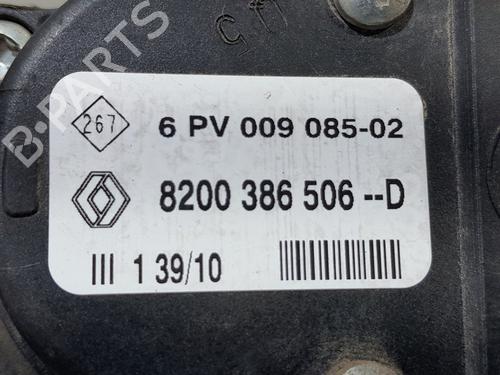 267
6 PV 009 085-02
8200 386 506 --D
III 1 39/10
B-PARTS